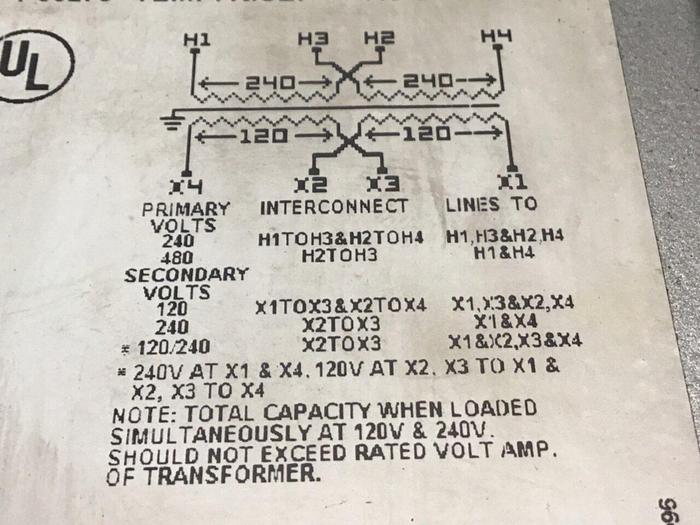 UL
H1 H3 H2 H4
240 240
120 120
X4 X2 X3 X1
PRIMARY INTERCONNECT LINES TO
VOLTS
240 H1TOH3&H2TOH4 H1,H3&H2,H4
480 H2TOH3 H1&H4
SECONDARY
VOLTS
120 X1TOX3&X2TOX4 X1,X3&X2,X4
240 X2TOX3 X1&X4
* 120/240 X2TOX3 X1&X2,X3&X4
* 240V AT X1 & X4. 120V AT X2. X3 TO X1 &
X2, X3 TO X4
NOTE: TOTAL CAPACITY WHEN LOADED
SIMULTANEOUSLY AT 120V & 240V.
SHOULD NOT EXCEED RATED VOLT AMP.
OF TRANSFORMER.